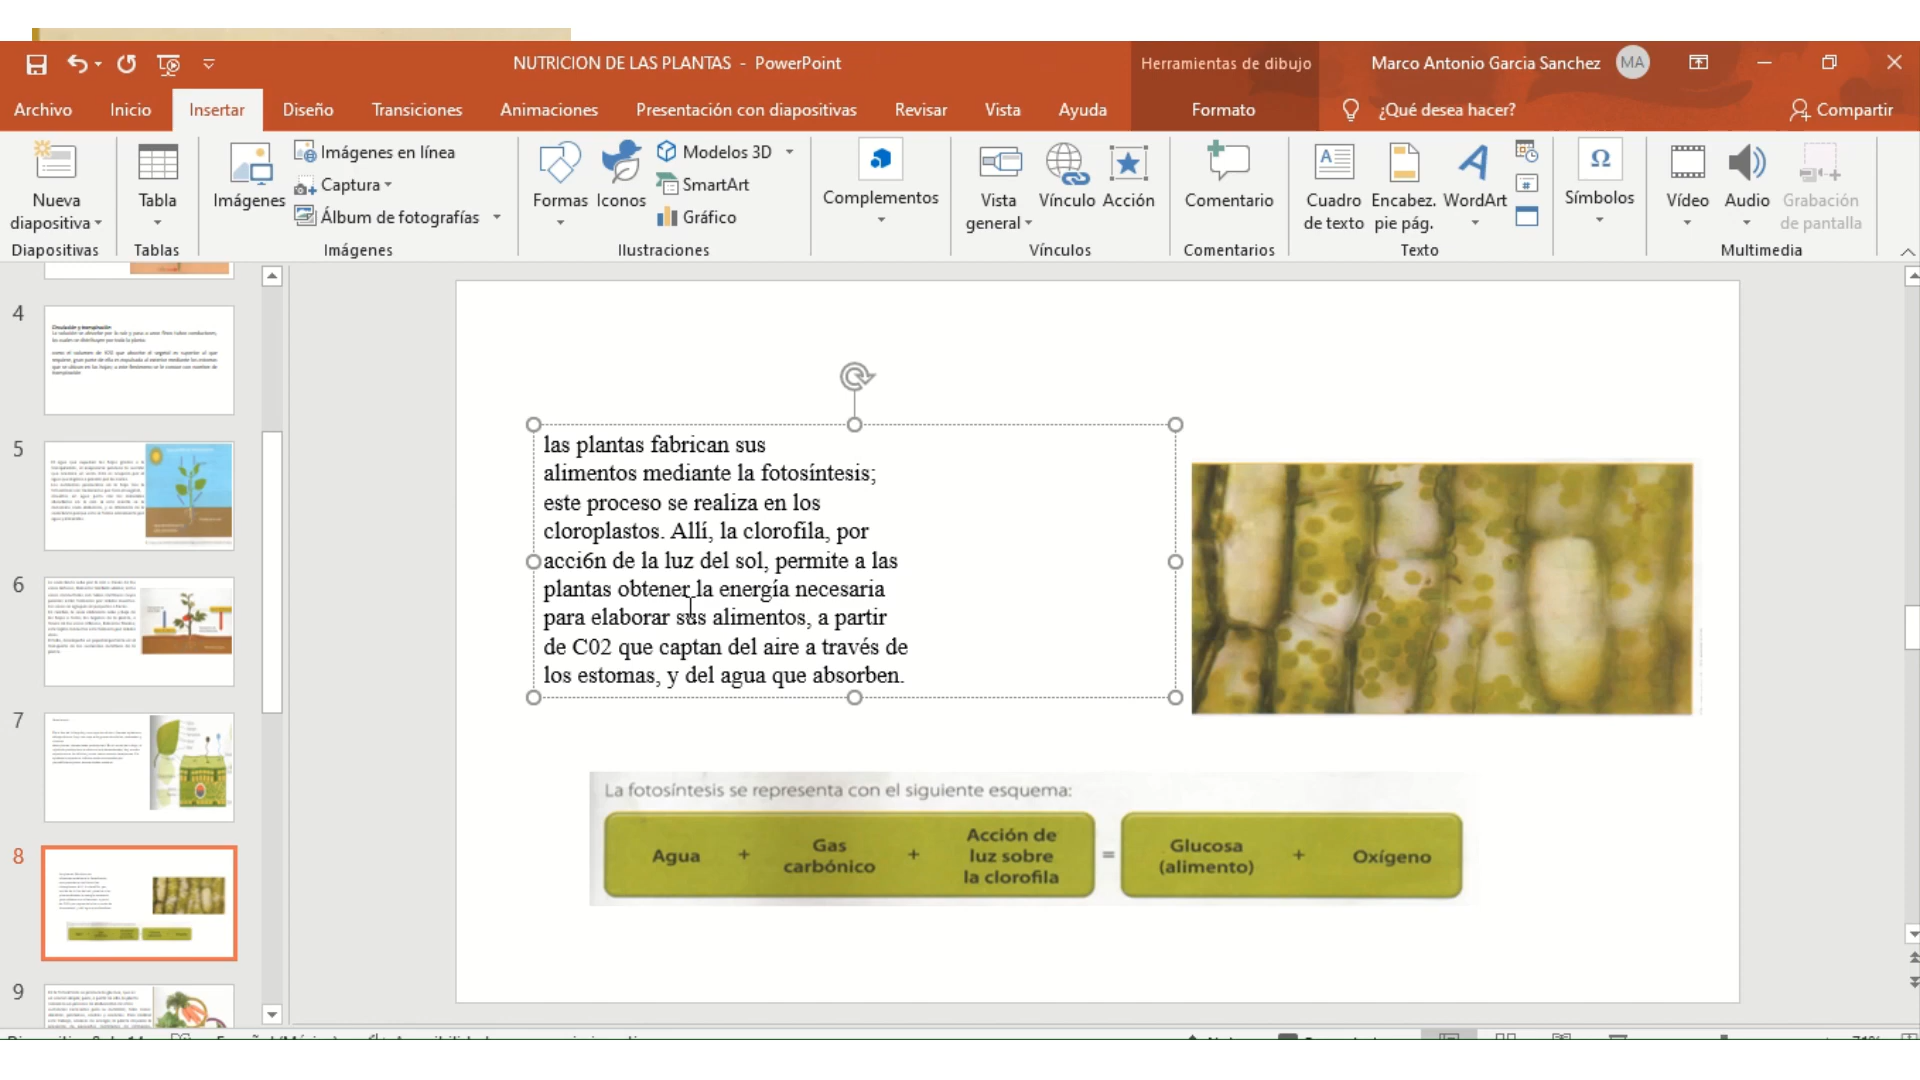 NUTRICION DE LAS PLANTAS - PowerPoint
Herramientas de dibujo
Marco Antonio Garcia Sanchez
MA
Archivo
Inicio
Insertar
Diseño
Transiciones
Animaciones
Presentación con diapositivas
Revisar
Vista
Ayuda
Formato
¿Qué desea hacer?
Compartir
Nueva diapositiva
Tabla
Imágenes
Imágenes en línea
Captura
Álbum de fotografías
Formas
Iconos
Modelos 3D
SmartArt
Gráfico
Complementos
Vista general
Vínculo
Acción
Comentario
Cuadro de texto
Encabez. pie pág.
WordArt
Símbolos
Vídeo
Audio
Grabación de pantalla
Diapositivas
Tablas
Imágenes
Ilustraciones
Vínculos
Comentarios
Texto
Multimedia
4
5
6
7
8
9
las plantas fabrican sus
alimentos mediante la fotosíntesis;
este proceso se realiza en los
cloroplastos. Allí, la clorofíla, por
acci6n de la luz del sol, permite a las
plantas obtener la energía necesaria
para elaborar sus alimentos, a partir
de C02 que captan del aire a través de
los estomas, y del agua que absorben.
La fotosíntesis se representa con el siguiente esquema:
Agua + Gas carbónico + Acción de luz sobre la clorofila = Glucosa (alimento) + Oxígeno